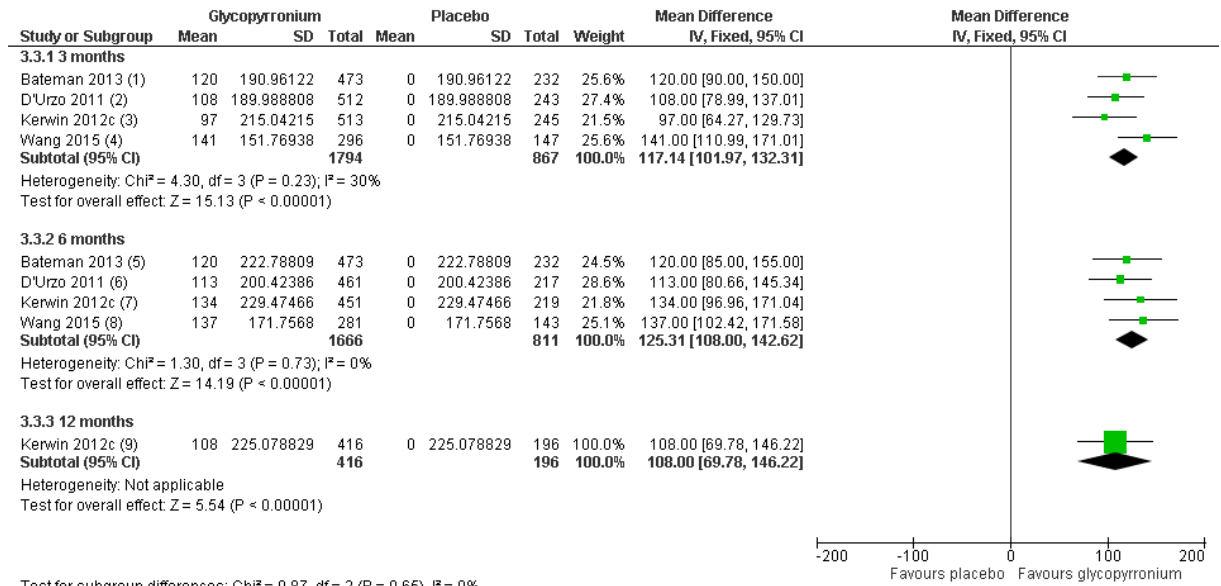 Glycopyrronium Placebo Mean Difference Mean Difference
Study or Subgroup Mean SD Total Mean SD Total Weight IV, Fixed, 95% CI IV, Fixed, 95% CI
3.3.1 3 months
Bateman 2013 (1) 120 190.96122 473 0 190.96122 232 25.6% 120.00 [90.00, 150.00]
D'Urzo 2011 (2) 108 189.988808 512 0 189.988808 243 27.4% 108.00 [78.99, 137.01]
Kerwin 2012c (3) 97 215.04215 513 0 215.04215 245 21.5% 97.00 [64.27, 129.73]
Wang 2015 (4) 141 151.76938 296 0 151.76938 147 25.6% 141.00 [110.99, 171.01]
Subtotal (95% CI) 1794 867 100.0% 117.14 [101.97, 132.31]
Heterogeneity: Chi² = 4.30, df = 3 (P = 0.23); I² = 30%
Test for overall effect: Z = 15.13 (P < 0.00001)
3.3.2 6 months
Bateman 2013 (5) 120 222.78809 473 0 222.78809 232 24.5% 120.00 [85.00, 155.00]
D'Urzo 2011 (6) 113 200.42386 461 0 200.42386 217 28.6% 113.00 [80.66, 145.34]
Kerwin 2012c (7) 134 229.47466 451 0 229.47466 219 21.8% 134.00 [96.96, 171.04]
Wang 2015 (8) 137 171.7568 281 0 171.7568 143 25.1% 137.00 [102.42, 171.58]
Subtotal (95% CI) 1666 811 100.0% 125.31 [108.00, 142.62]
Heterogeneity: Chi² = 1.30, df = 3 (P = 0.73); I² = 0%
Test for overall effect: Z = 14.19 (P < 0.00001)
3.3.3 12 months
Kerwin 2012c (9) 108 225.078829 416 0 225.078829 196 100.0% 108.00 [69.78, 146.22]
Subtotal (95% CI) 416 196 100.0% 108.00 [69.78, 146.22]
Heterogeneity: Not applicable
Test for overall effect: Z = 5.54 (P < 0.00001)
-200 -100 0 100 200
Favours placebo Favours glycopyrronium
Test for subgroup differences: Chi² = 0.87, df = 2 (P = 0.65), I² = 0%